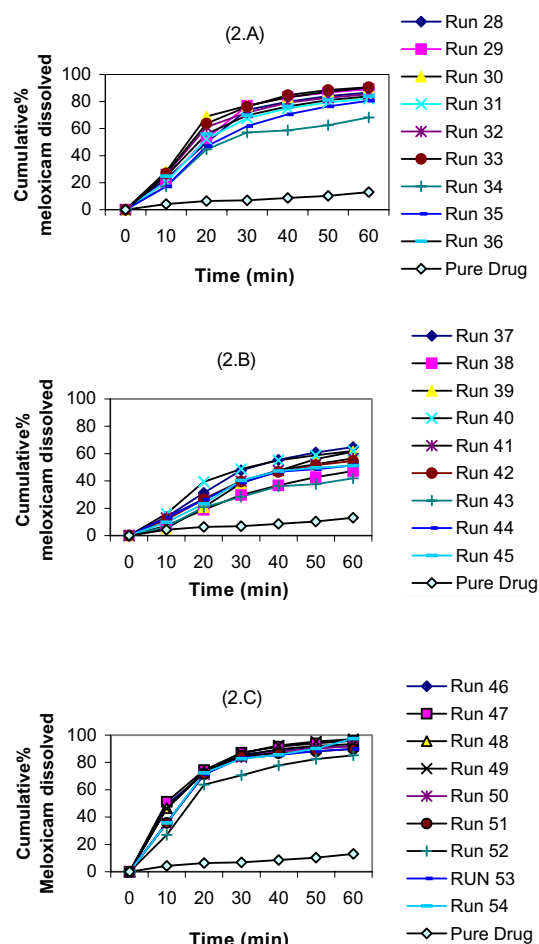 (2.A)
Cumulative%
meloxicam dissolved
100
80
60
40
20
0
0 10 20 30 40 50 60
Time (min)
Run 28
Run 29
Run 30
Run 31
Run 32
Run 33
Run 34
Run 35
Run 36
Pure Drug
(2.B)
Cumulative%
meloxicam dissolved
100
80
60
40
20
0
0 10 20 30 40 50 60
Time (min)
Run 37
Run 38
Run 39
Run 40
Run 41
Run 42
Run 43
Run 44
Run 45
Pure Drug
(2.C)
Cumulative%
Meloxicam dissolved
100
80
60
40
20
0
0 10 20 30 40 50 60
Time (min)
Run 46
Run 47
Run 48
Run 49
Run 50
Run 51
Run 52
RUN 53
Run 54
Pure Drug